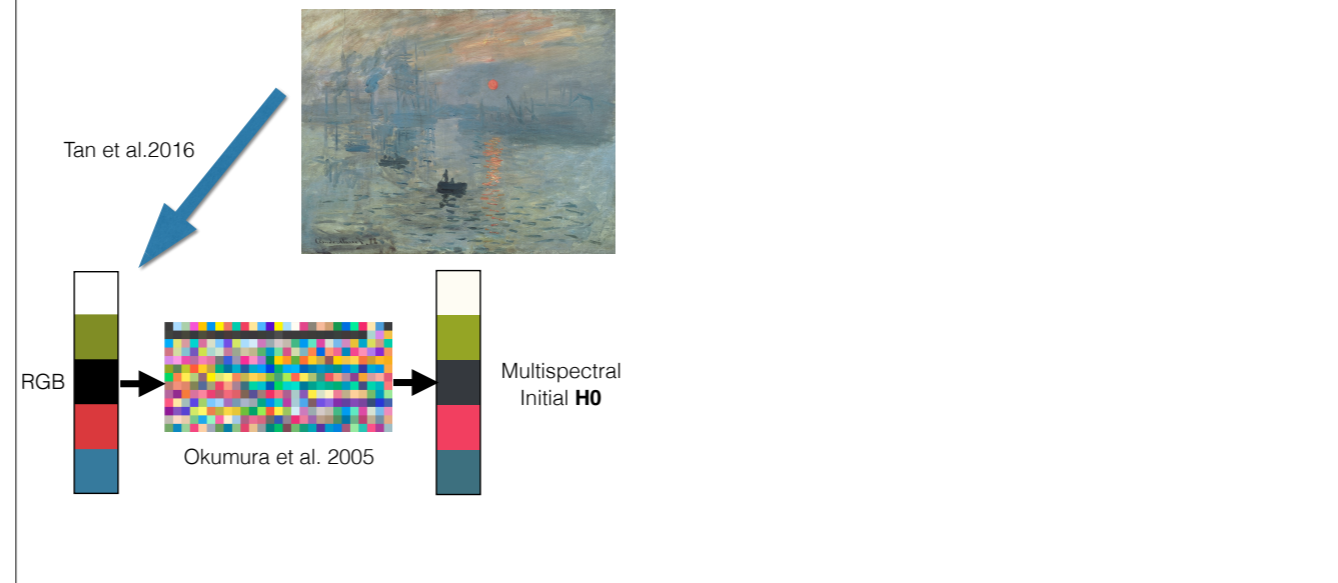 Tan et al.2016
RGB
Okumura et al. 2005
Multispectral
Initial H0